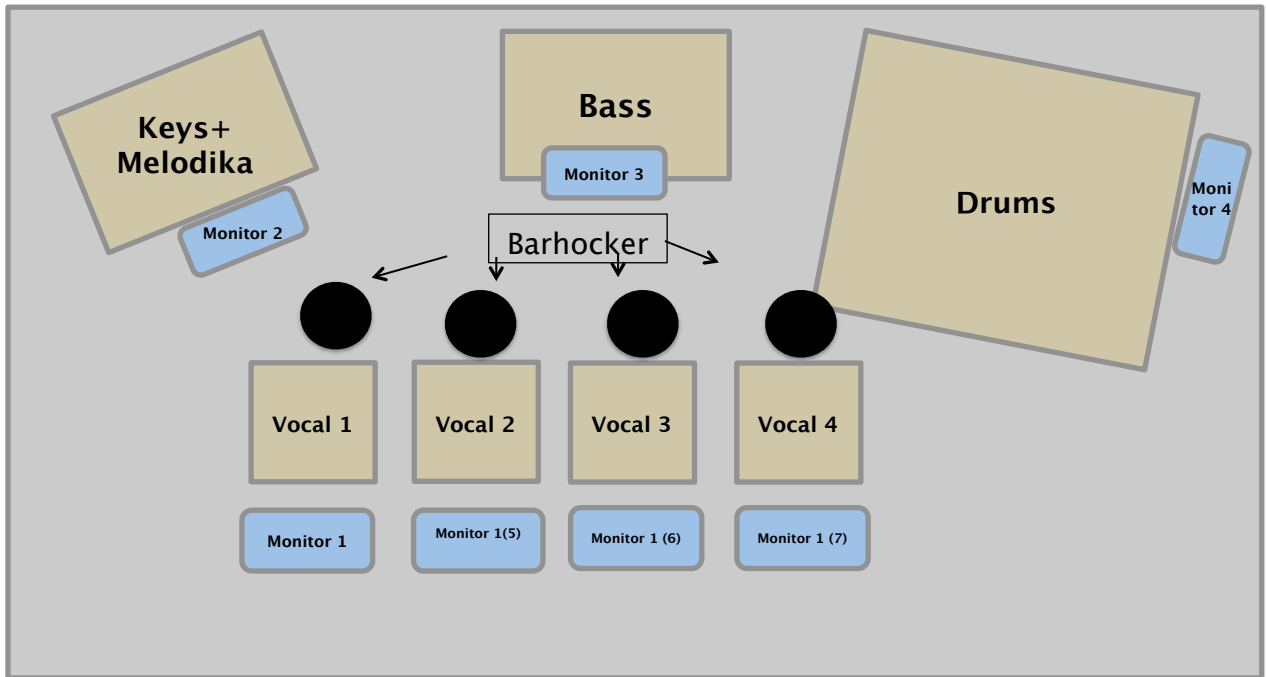 Keys+
Melodika
Bass
Monitor 3
Drums
Moni
tor 4
Monitor 2
Barhocker
Vocal 1
Vocal 2
Vocal 3
Vocal 4
Monitor 1
Monitor 1(5)
Monitor 1 (6)
Monitor 1 (7)